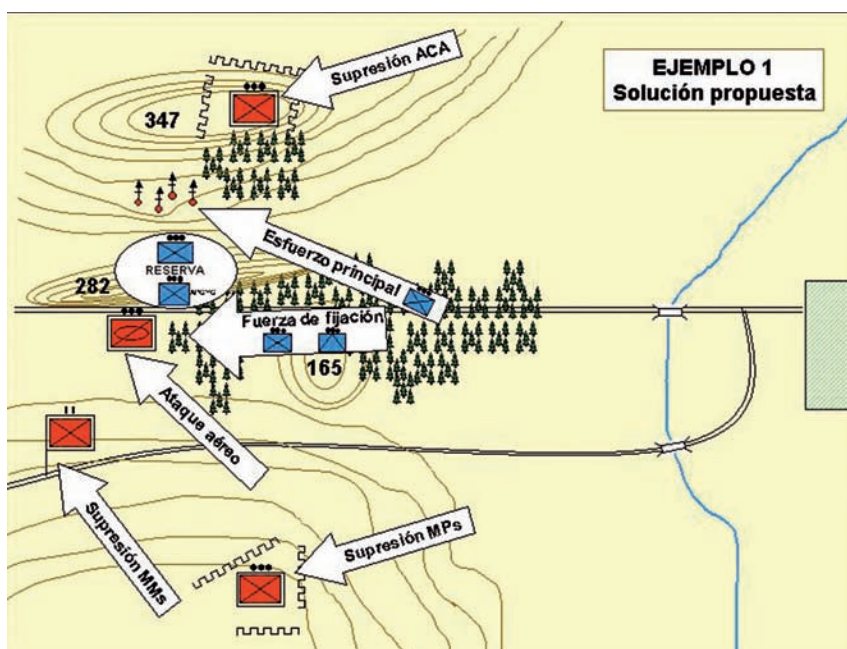 EJEMPLO 1
Solución propuesta
Supresión ACA
347
Esfuerzo principal
RESERVA
282
APOYO
Fuerza de fijación
165
Ataque aéreo
Supresión MMs
Supresión MPs